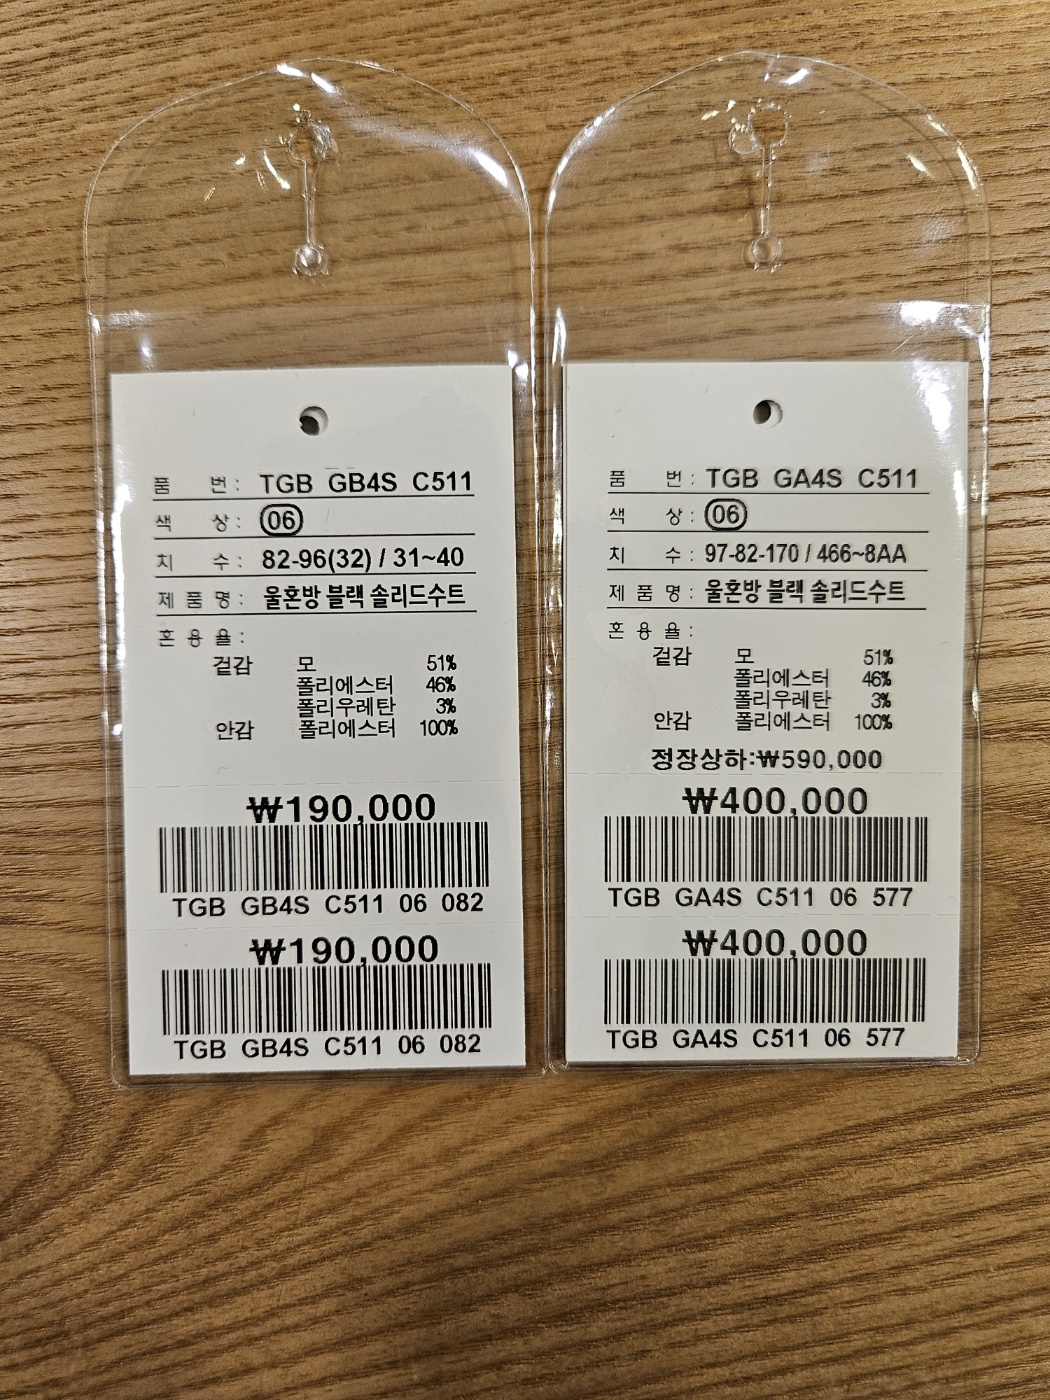 품 번 : TGB GB4S C511
색 상 : 06
치 수 : 82-96(32) / 31~40
제 품 명 : 울혼방 블랙 솔리드수트
혼 용 율 :
겉감 모 51%
폴리에스터 46%
폴리우레탄 3%
안감 폴리에스터 100%
₩190,000
TGB GB4S C511 06 082
₩190,000
TGB GB4S C511 06 082
품 번 : TGB GA4S C511
색 상 : 06
치 수 : 97-82-170 / 466~8AA
제 품 명 : 울혼방 블랙 솔리드수트
혼 용 율 :
겉감 모 51%
폴리에스터 46%
폴리우레탄 3%
안감 폴리에스터 100%
정장상하:₩590,000
₩400,000
TGB GA4S C511 06 577
₩400,000
TGB GA4S C511 06 577